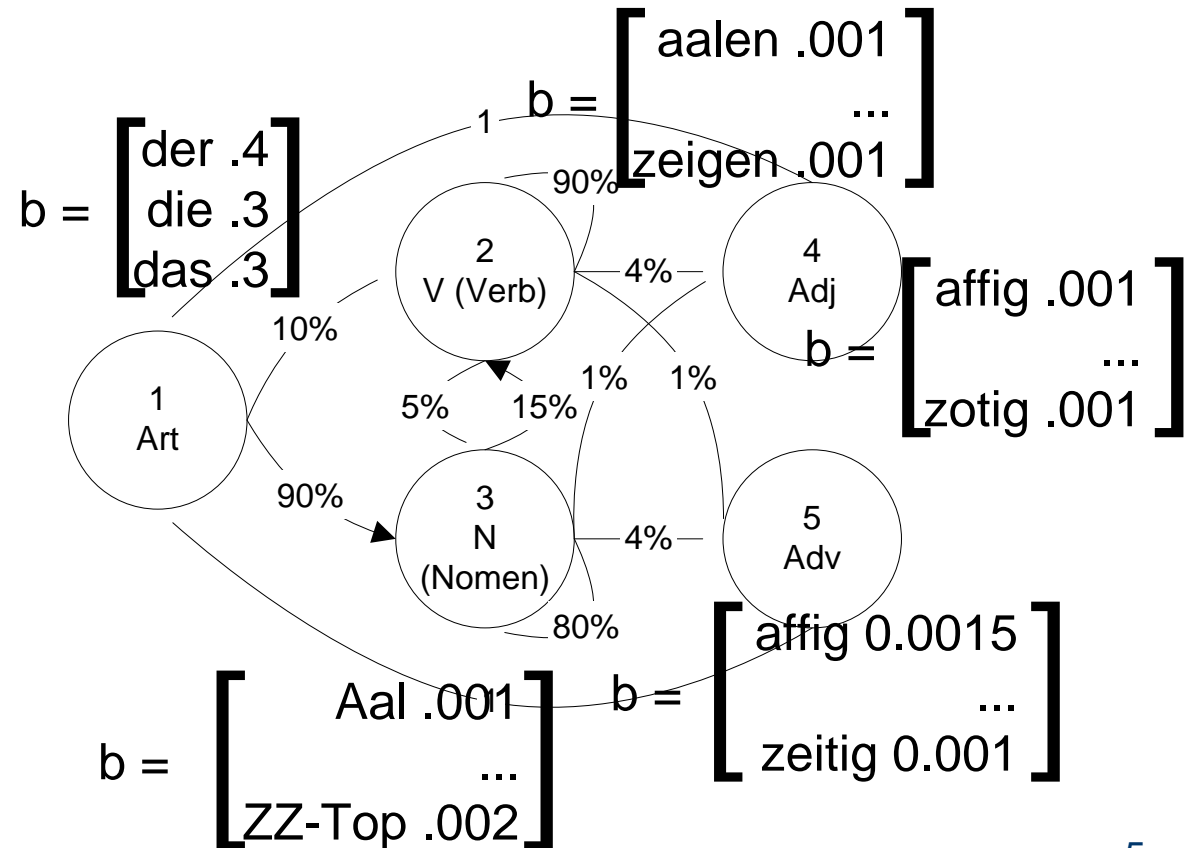 aalen .001
b = ...
zeigen .001
1
der .4
b = die .3
das .3
90%
2
V (Verb)
4%
4
Adj
affig .001
b = ...
zotig .001
10%
1
Art
5%
15%
1%
1%
90%
3
N
(Nomen)
4%
5
Adv
80%
affig 0.0015
b = ...
zeitig 0.001
1
Aal .001
b = ...
ZZ-Top .002
5